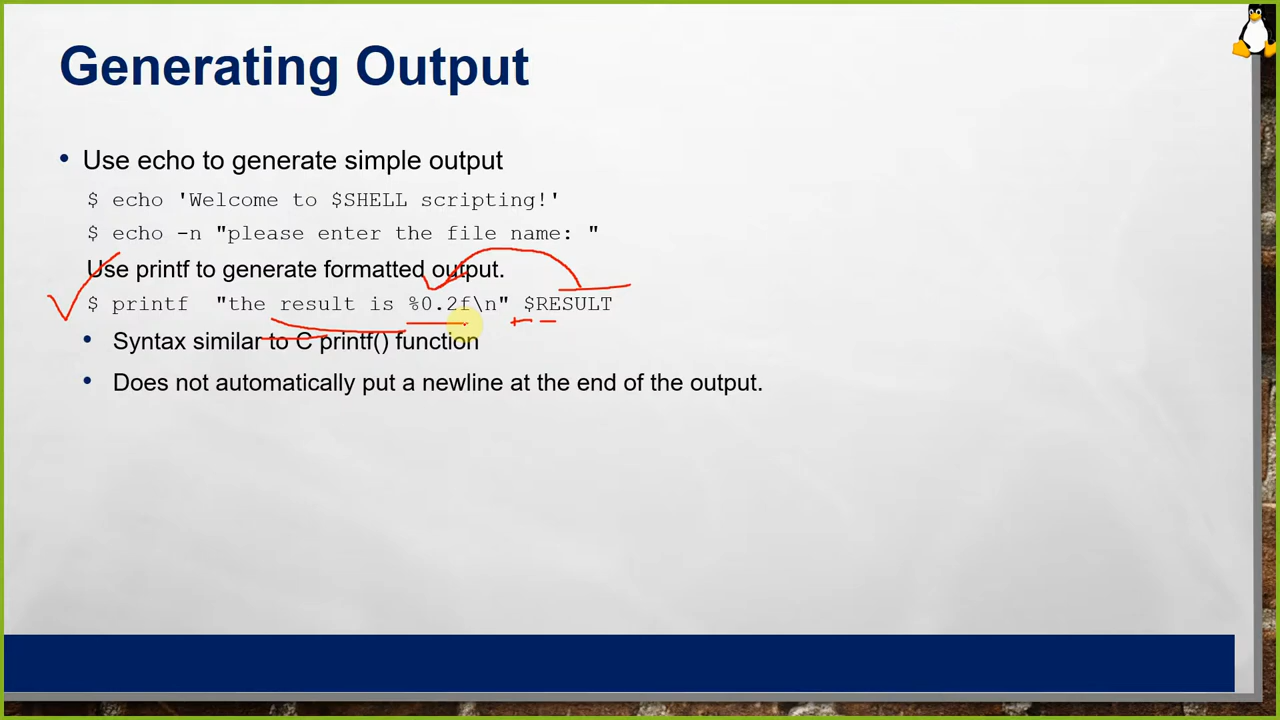 Generating Output
• Use echo to generate simple output
$ echo 'Welcome to $SHELL scripting!'
$ echo -n "please enter the file name: "
Use printf to generate formatted output.
$ printf  "the result is %0.2f\n" $RESULT
• Syntax similar to C printf() function
• Does not automatically put a newline at the end of the output.